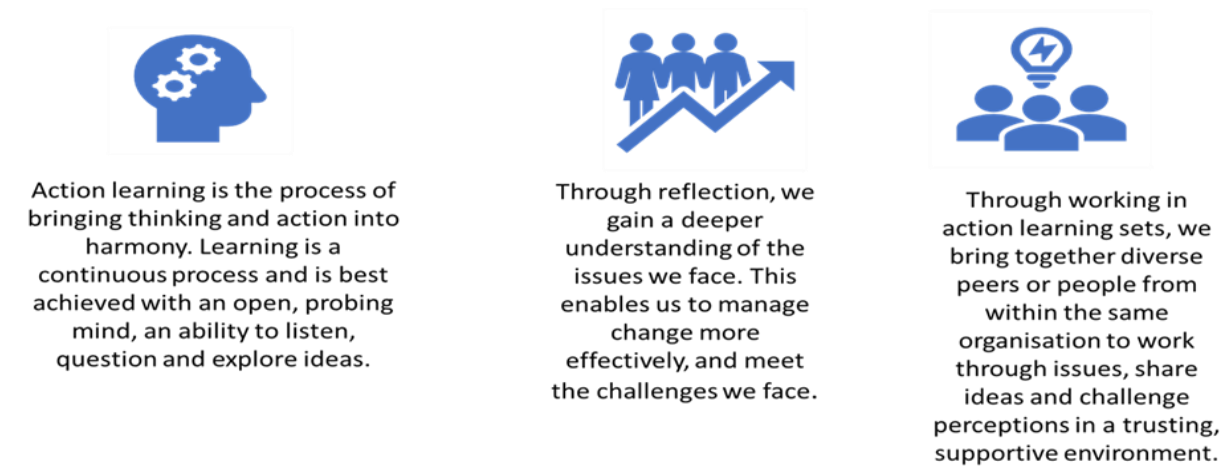 Action learning is the process of
bringing thinking and action into
harmony. Learning is a
continuous process and is best
achieved with an open, probing
mind, an ability to listen,
question and explore ideas.
Through reflection, we
gain a deeper
understanding of the
issues we face. This
enables us to manage
change more
effectively, and meet
the challenges we face.
Through working in
action learning sets, we
bring together diverse
peers or people from
within the same
organisation to work
through issues, share
ideas and challenge
perceptions in a trusting,
supportive environment.